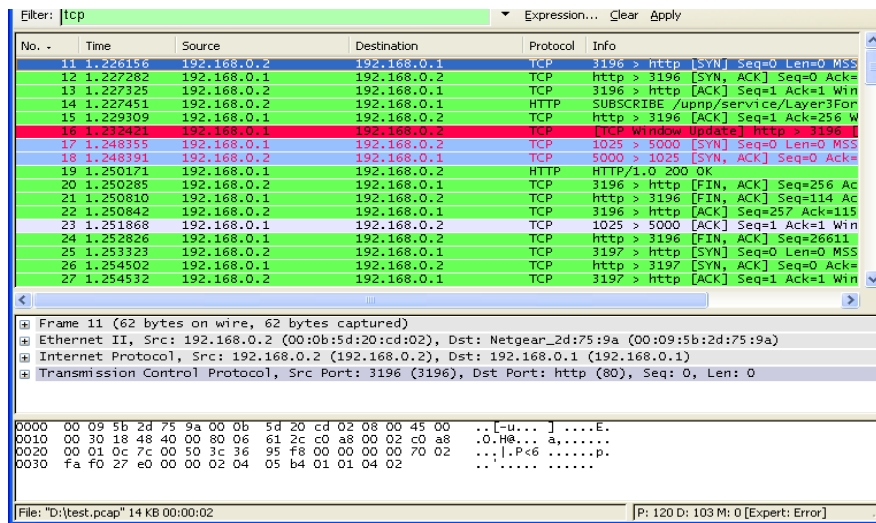 Filter: tcp Expression... Clear Apply
No. - Time Source Destination Protocol Info
11 1.226156 192.168.0.2 192.168.0.1 TCP 3196 > http [SYN] Seq=0 Len=0 MSS
12 1.227282 192.168.0.1 192.168.0.2 TCP http > 3196 [SYN, ACK] Seq=0 Ack=
13 1.227325 192.168.0.2 192.168.0.1 TCP 3196 > http [ACK] Seq=1 Ack=1 Win
14 1.227451 192.168.0.2 192.168.0.1 HTTP SUBSCRIBE /upnp/service/Layer3For
15 1.229309 192.168.0.1 192.168.0.2 TCP http > 3196 [ACK] Seq=1 Ack=256 W
16 1.232421 192.168.0.1 192.168.0.2 TCP [TCP Window Update] http > 3196 [
17 1.248355 192.168.0.1 192.168.0.2 TCP 1025 > 5000 [SYN] Seq=0 Len=0 MSS
18 1.248391 192.168.0.2 192.168.0.1 TCP 5000 > 1025 [SYN, ACK] Seq=0 Ack=
19 1.250171 192.168.0.1 192.168.0.2 HTTP HTTP/1.0 200 OK
20 1.250285 192.168.0.2 192.168.0.1 TCP 3196 > http [FIN, ACK] Seq=256 Ac
21 1.250810 192.168.0.1 192.168.0.2 TCP http > 3196 [FIN, ACK] Seq=114 Ac
22 1.250842 192.168.0.2 192.168.0.1 TCP 3196 > http [ACK] Seq=257 Ack=115
23 1.251868 192.168.0.1 192.168.0.2 TCP 1025 > 5000 [ACK] Seq=1 Ack=1 Win
24 1.252826 192.168.0.1 192.168.0.2 TCP http > 3196 [FIN, ACK] Seq=26611
25 1.253323 192.168.0.2 192.168.0.1 TCP 3197 > http [SYN] Seq=0 Len=0 MSS
26 1.254502 192.168.0.1 192.168.0.2 TCP http > 3197 [SYN, ACK] Seq=0 Ack=
27 1.254532 192.168.0.2 192.168.0.1 TCP 3197 > http [ACK] Seq=1 Ack=1 Win
Frame 11 (62 bytes on wire, 62 bytes captured)
Ethernet II, Src: 192.168.0.2 (00:0b:5d:20:cd:02), Dst: Netgear_2d:75:9a (00:09:5b:2d:75:9a)
Internet Protocol, Src: 192.168.0.2 (192.168.0.2), Dst: 192.168.0.1 (192.168.0.1)
Transmission Control Protocol, Src Port: 3196 (3196), Dst Port: http (80), Seq: 0, Len: 0
0000 00 09 5b 2d 75 9a 00 0b 5d 20 cd 02 08 00 45 00 ..[-u... ] ....E.
0010 00 30 18 48 40 00 80 06 61 2c c0 a8 00 02 c0 a8 .0.H@... a,......
0020 00 01 0c 7c 00 50 3c 36 95 f8 00 00 00 00 70 02 ...|.P<6 ......p.
0030 fa f0 27 e0 00 00 02 04 05 b4 01 01 04 02 ..'..... ......
File: "D:\test.pcap" 14 KB 00:00:02 P: 120 D: 103 M: 0 [Expert: Error]